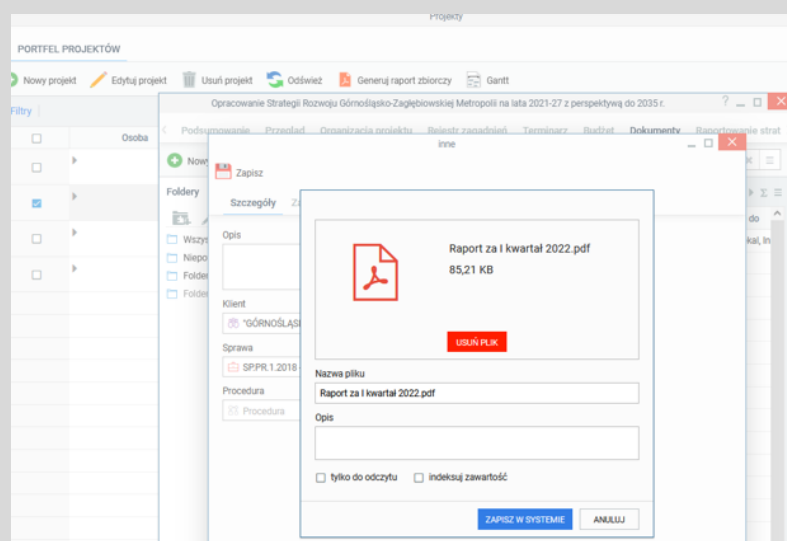 Projekty
PORTFEL PROJEKTÓW
Nowy projekt Edytuj projekt Usuń projekt Odśwież Generuj raport zbiorczy Gantt
Filtry
Opracowanie Strategii Rozwoju Górnośląsko-Zagłębiowskiej Metropolii na lata 2021-27 z perspektywą do 2035 r.
Osoba
Podsumowanie Przegląd Organizacja projektu Rejestr zagadnień Terminarz Budżet Dokumenty Raportowanie strat
inne
Nowy
Zapisz
Foldery
Szczegóły
do
Opis
kal, In
Klient
"GÓRNOŚLĄS
Sprawa
SP.PR.1.2018
Procedura
Procedura
Raport za I kwartał 2022.pdf
85,21 KB
USUŃ PLIK
Nazwa pliku
Raport za I kwartał 2022.pdf
Opis
tylko do odczytu indeksuj zawartość
ZAPISZ W SYSTEMIE ANULUJ